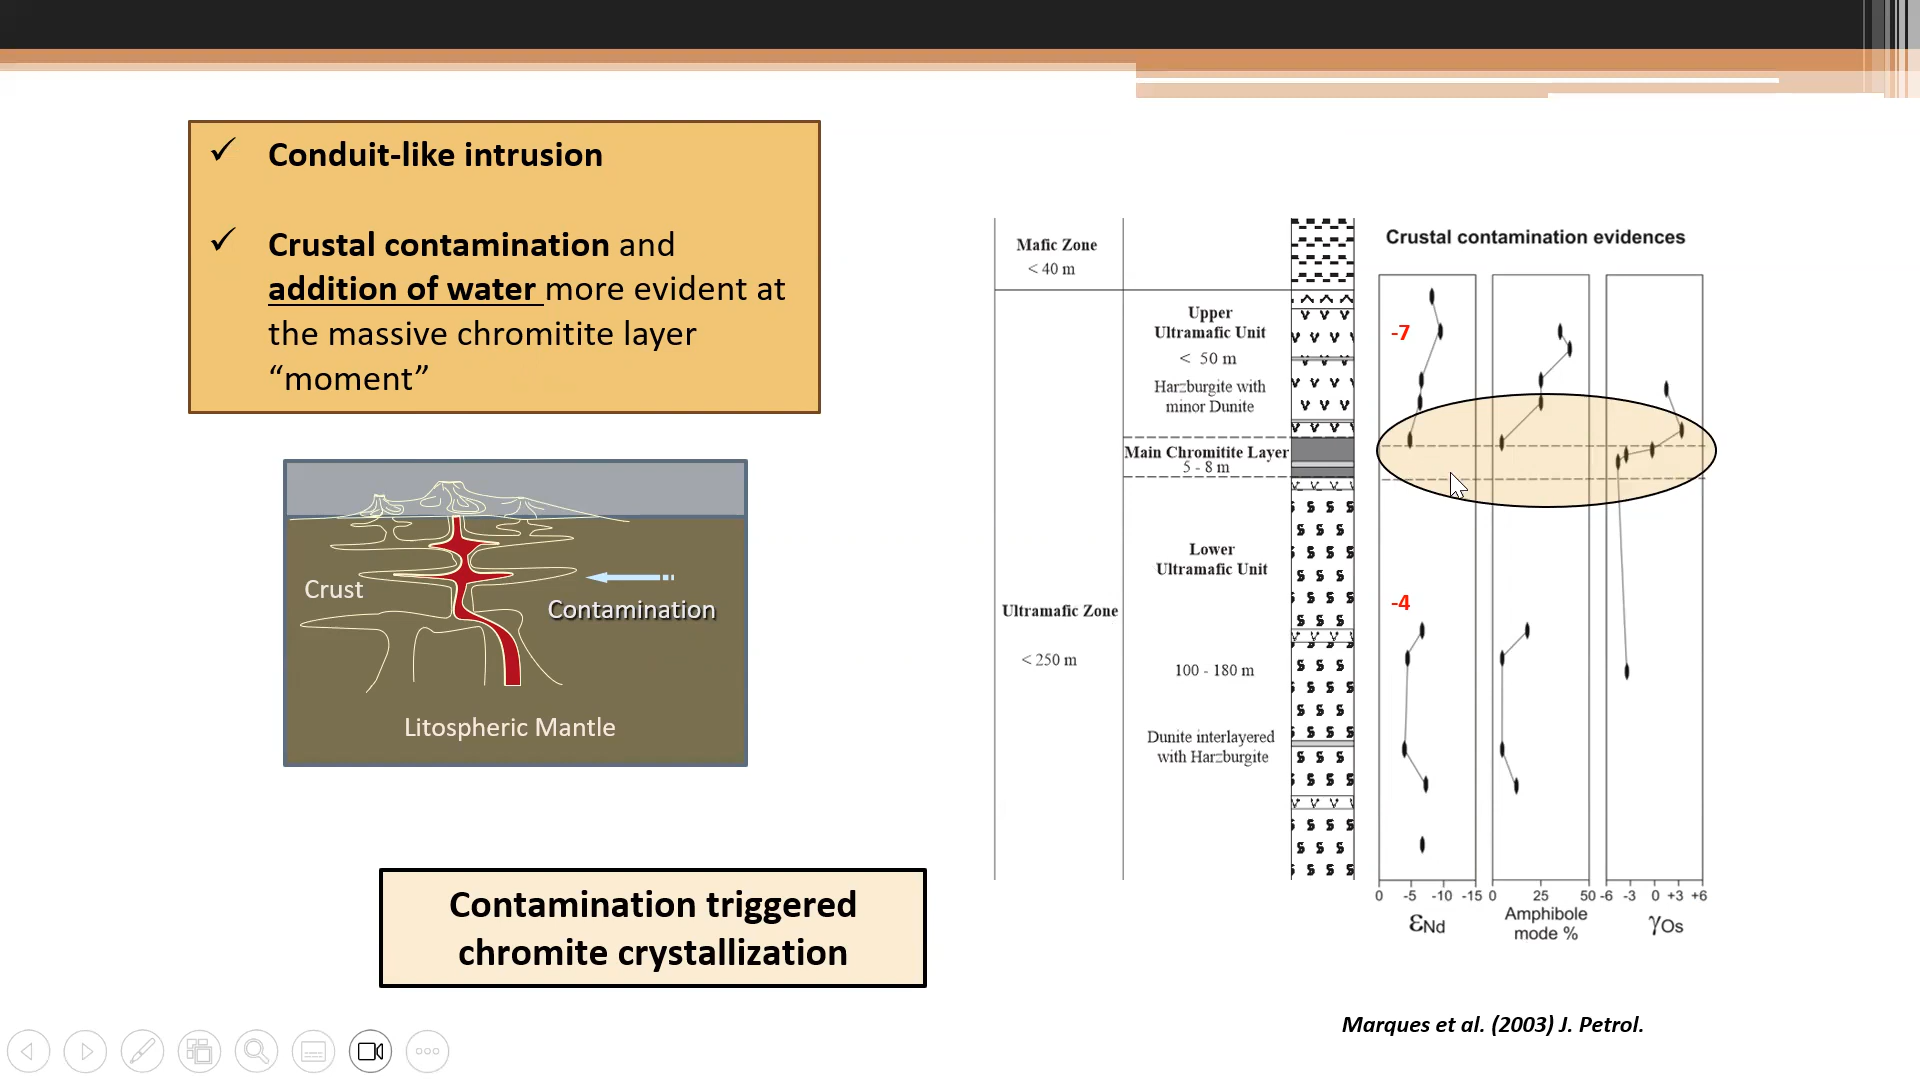 ✓ Conduit-like intrusion
✓ Crustal contamination and
addition of water more evident at
the massive chromitite layer
“moment”
Crust
Contamination
Litospheric Mantle
Contamination triggered
chromite crystallization
Mafic Zone
< 40 m
Ultramafic Zone
< 250 m
Upper
Ultramafic Unit
< 50 m
Harzburgite with
minor Dunite
Main Chromitite Layer
5 - 8 m
Lower
Ultramafic Unit
100 - 180 m
Dunite interlayered
with Harzburgite
Crustal contamination evidences
-7
-4
0 -5 -10 -15
εNd
0 25 50
Amphibole
mode %
-6 -3 0 +3 +6
γOs
Marques et al. (2003) J. Petrol.